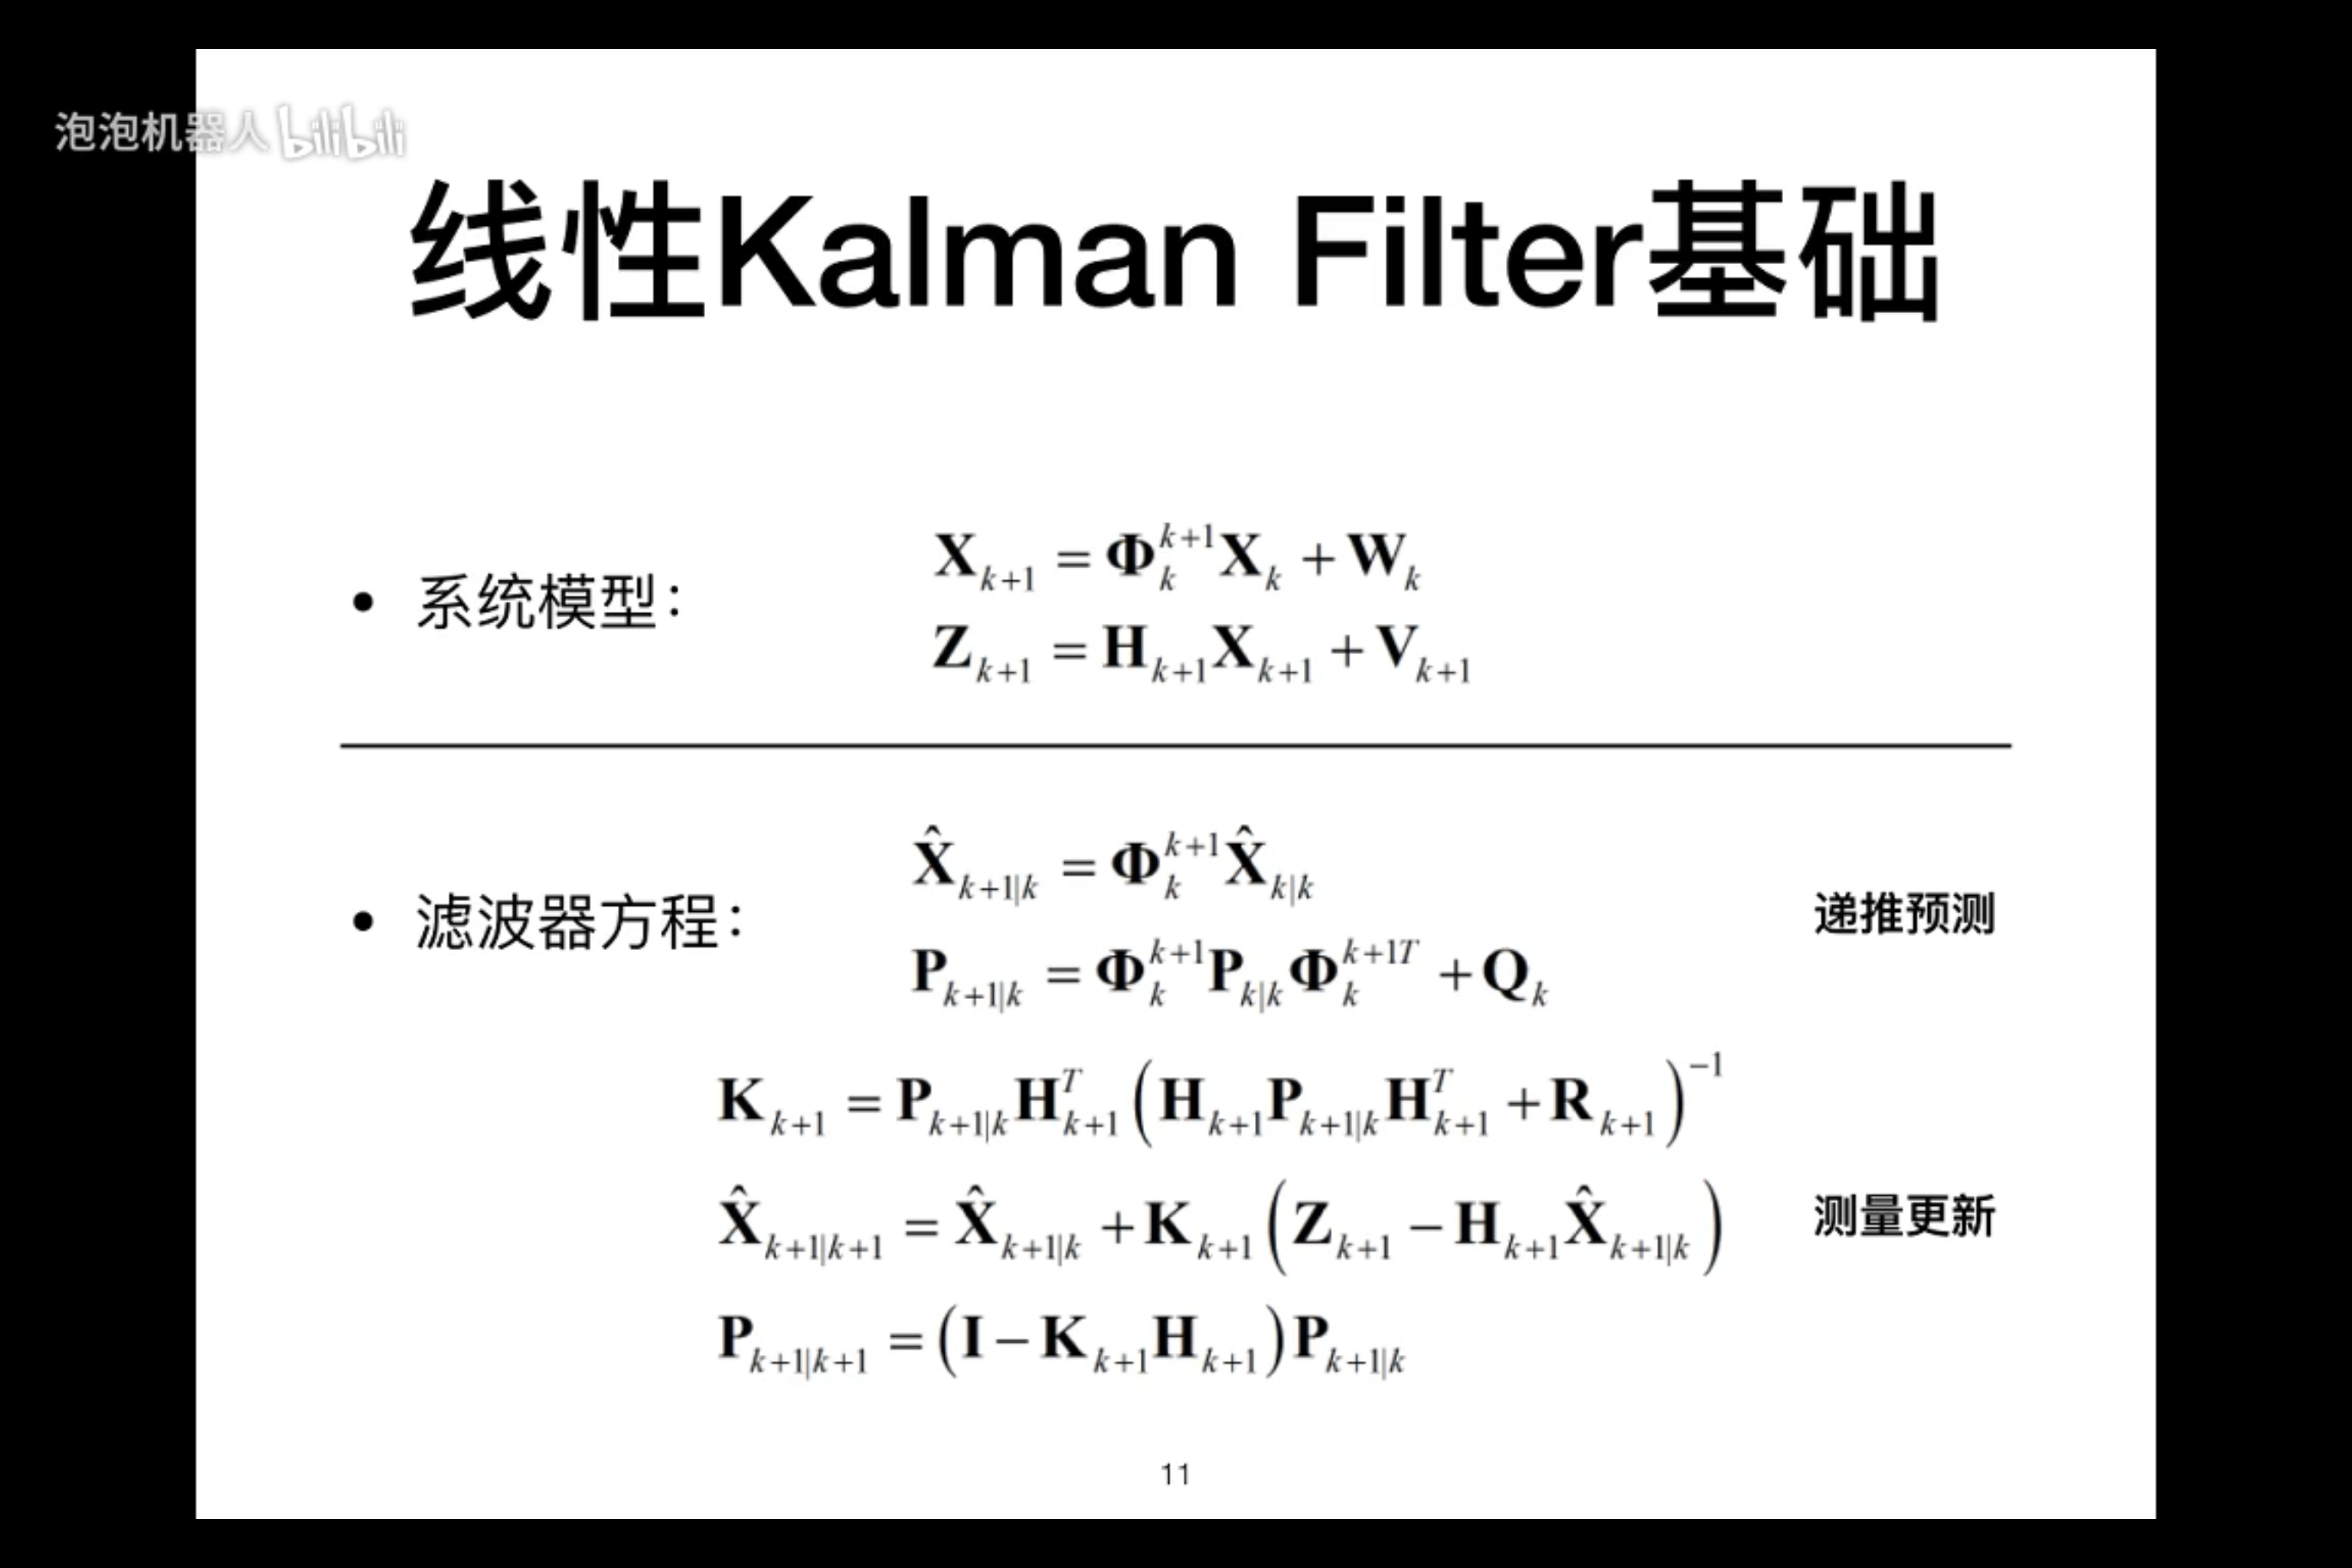 泡泡机器人 bilibili
线性Kalman Filter基础
• 系统模型：
X_{k+1} = Φ_k^{k+1} X_k + W_k
Z_{k+1} = H_{k+1} X_{k+1} + V_{k+1}
• 滤波器方程：
X̂_{k+1|k} = Φ_k^{k+1} X̂_{k|k}
递推预测
P_{k+1|k} = Φ_k^{k+1} P_{k|k} Φ_k^{k+1T} + Q_k
K_{k+1} = P_{k+1|k} H_{k+1}^T (H_{k+1} P_{k+1|k} H_{k+1}^T + R_{k+1})^{-1}
X̂_{k+1|k+1} = X̂_{k+1|k} + K_{k+1} (Z_{k+1} − H_{k+1} X̂_{k+1|k})
测量更新
P_{k+1|k+1} = (I − K_{k+1} H_{k+1}) P_{k+1|k}
11